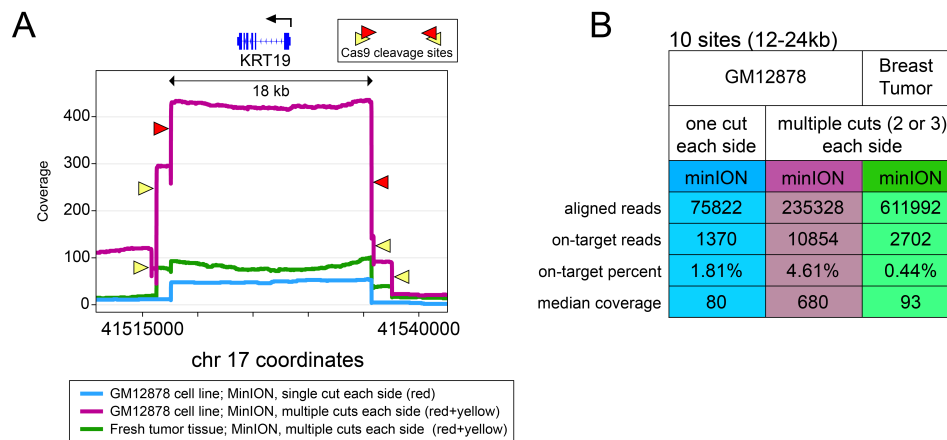 A
KRT19
Cas9 cleavage sites
18 kb
Coverage
400
300
200
100
0
41515000
41540000
chr 17 coordinates
GM12878 cell line; MinION, single cut each side (red)
GM12878 cell line; MinION, multiple cuts each side (red+yellow)
Fresh tumor tissue; MinION, multiple cuts each side (red+yellow)
B
10 sites (12-24kb)
GM12878
Breast
Tumor
one cut
each side
multiple cuts (2 or 3)
each side
minION minION minION
aligned reads 75822 235328 611992
on-target reads 1370 10854 2702
on-target percent 1.81% 4.61% 0.44%
median coverage 80 680 93